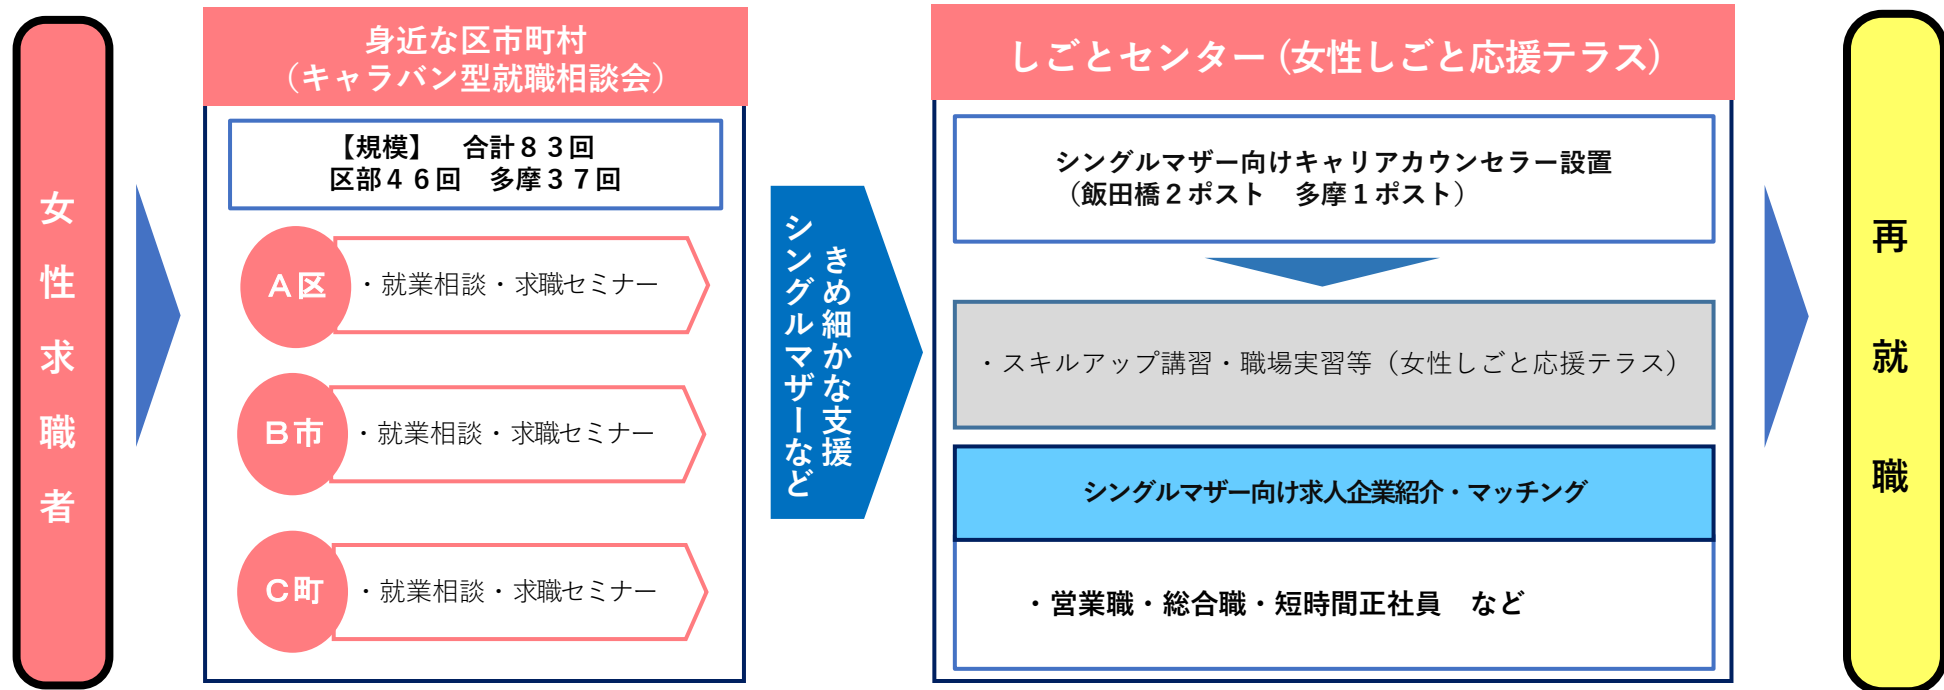 女性求職者
身近な区市町村
（キャラバン型就職相談会）
【規模】　合計８３回
区部４６回　多摩３７回
Ａ区
・就業相談・求職セミナー
Ｂ市
・就業相談・求職セミナー
Ｃ町
・就業相談・求職セミナー
きめ細かな支援
シングルマザーなど
しごとセンター（女性しごと応援テラス）
シングルマザー向けキャリアカウンセラー設置
（飯田橋２ポスト　多摩１ポスト）
・スキルアップ講習・職場実習等（女性しごと応援テラス）
シングルマザー向け求人企業紹介・マッチング
・営業職・総合職・短時間正社員　など
再就職